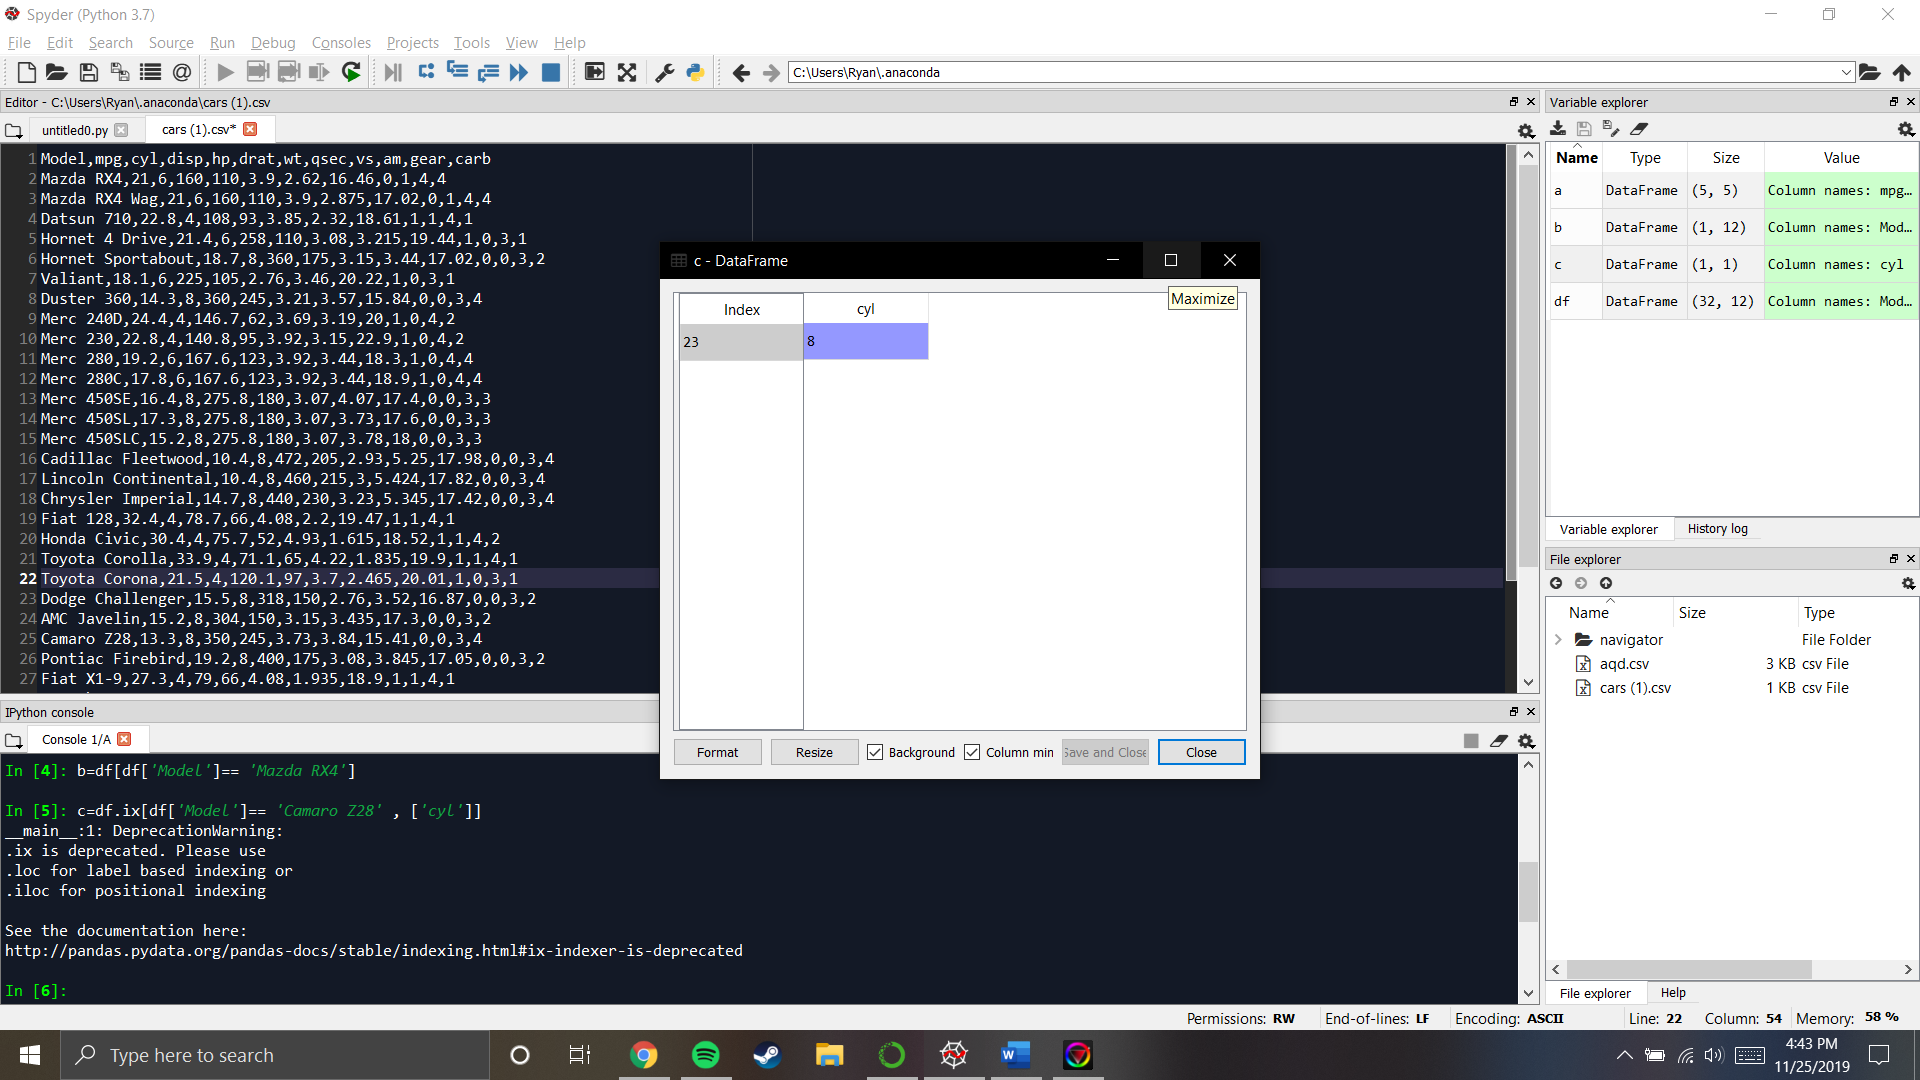 Spyder (Python 3.7)
File Edit Search Source Run Debug Consoles Projects Tools View Help
C:\Users\Ryan\.anaconda
Editor - C:\Users\Ryan\.anaconda\cars (1).csv
untitled0.py
cars (1).csv*
1 Model,mpg,cyl,disp,hp,drat,wt,qsec,vs,am,gear,carb
2 Mazda RX4,21,6,160,110,3.9,2.62,16.46,0,1,4,4
3 Mazda RX4 Wag,21,6,160,110,3.9,2.875,17.02,0,1,4,4
4 Datsun 710,22.8,4,108,93,3.85,2.32,18.61,1,1,4,1
5 Hornet 4 Drive,21.4,6,258,110,3.08,3.215,19.44,1,0,3,1
6 Hornet Sportabout,18.7,8,360,175,3.15,3.44,17.02,0,0,3,2
7 Valiant,18.1,6,225,105,2.76,3.46,20.22,1,0,3,1
8 Duster 360,14.3,8,360,245,3.21,3.57,15.84,0,0,3,4
9 Merc 240D,24.4,4,146.7,62,3.69,3.19,20,1,0,4,2
10 Merc 230,22.8,4,140.8,95,3.92,3.15,22.9,1,0,4,2
11 Merc 280,19.2,6,167.6,123,3.92,3.44,18.3,1,0,4,4
12 Merc 280C,17.8,6,167.6,123,3.92,3.44,18.9,1,0,4,4
13 Merc 450SE,16.4,8,275.8,180,3.07,4.07,17.4,0,0,3,3
14 Merc 450SL,17.3,8,275.8,180,3.07,3.73,17.6,0,0,3,3
15 Merc 450SLC,15.2,8,275.8,180,3.07,3.78,18,0,0,3,3
16 Cadillac Fleetwood,10.4,8,472,205,2.93,5.25,17.98,0,0,3,4
17 Lincoln Continental,10.4,8,460,215,3,5.424,17.82,0,0,3,4
18 Chrysler Imperial,14.7,8,440,230,3.23,5.345,17.42,0,0,3,4
19 Fiat 128,32.4,4,78.7,66,4.08,2.2,19.47,1,1,4,1
20 Honda Civic,30.4,4,75.7,52,4.93,1.615,18.52,1,1,4,2
21 Toyota Corolla,33.9,4,71.1,65,4.22,1.835,19.9,1,1,4,1
22 Toyota Corona,21.5,4,120.1,97,3.7,2.465,20.01,1,0,3,1
23 Dodge Challenger,15.5,8,318,150,2.76,3.52,16.87,0,0,3,2
24 AMC Javelin,15.2,8,304,150,3.15,3.435,17.3,0,0,3,2
25 Camaro Z28,13.3,8,350,245,3.73,3.84,15.41,0,0,3,4
26 Pontiac Firebird,19.2,8,400,175,3.08,3.845,17.05,0,0,3,2
27 Fiat X1-9,27.3,4,79,66,4.08,1.935,18.9,1,1,4,1
c - DataFrame
Maximize
Index cyl
23 8
Format Resize Background Column min Save and Close Close
IPython console
Console 1/A
In [4]: b=df[df['Model']== 'Mazda RX4']
In [5]: c=df.ix[df['Model']== 'Camaro Z28' , ['cyl']]
__main__:1: DeprecationWarning:
.ix is deprecated. Please use
.loc for label based indexing or
.iloc for positional indexing
See the documentation here:
http://pandas.pydata.org/pandas-docs/stable/indexing.html#ix-indexer-is-deprecated
In [6]:
Variable explorer
Name Type Size Value
a DataFrame (5, 5) Column names: mpg…
b DataFrame (1, 12) Column names: Mod…
c DataFrame (1, 1) Column names: cyl
df DataFrame (32, 12) Column names: Mod…
Variable explorer History log
File explorer
Name Size Type
navigator File Folder
aqd.csv 3 KB csv File
cars (1).csv 1 KB csv File
File explorer Help
Permissions: RW End-of-lines: LF Encoding: ASCII Line: 22 Column: 54 Memory: 58 %
Type here to search
4:43 PM
11/25/2019